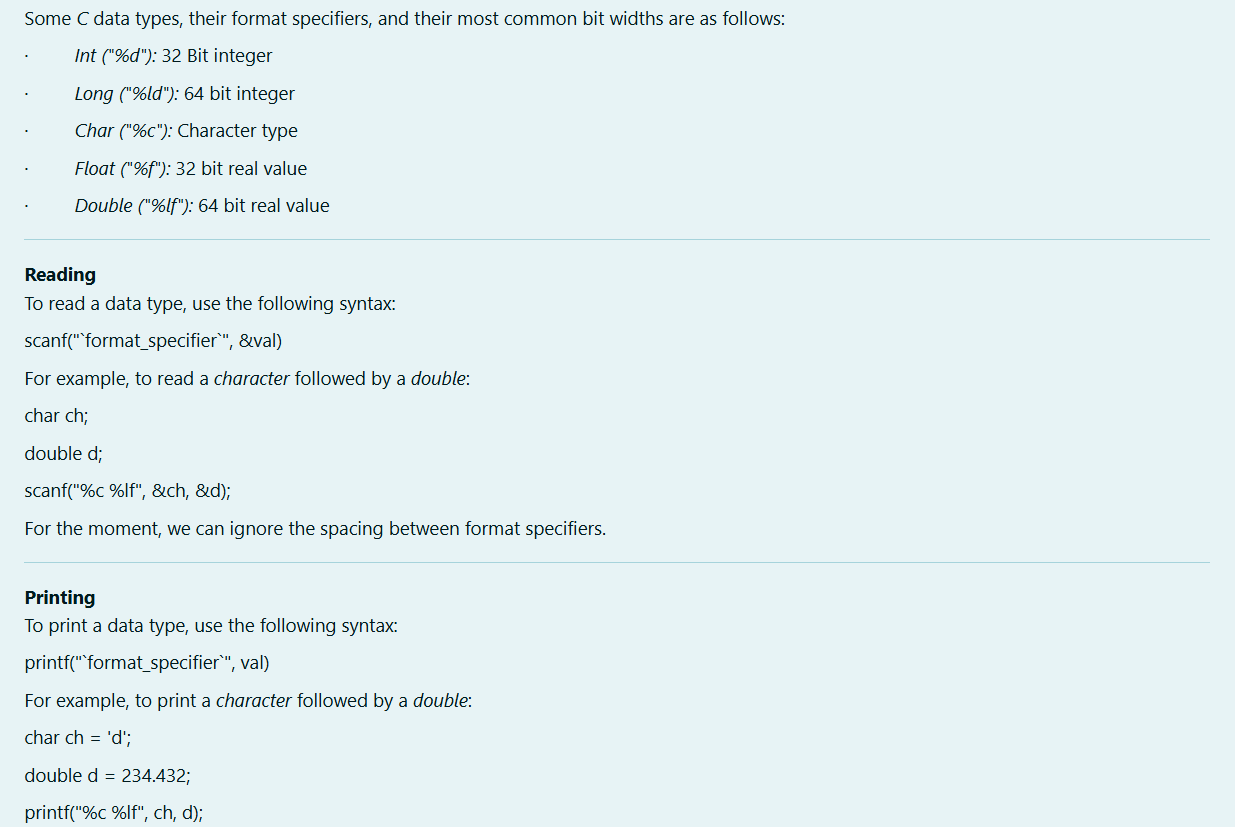 Some C data types, their format specifiers, and their most common bit widths are as follows:
· Int ("%d"): 32 Bit integer
· Long ("%ld"): 64 bit integer
· Char ("%c"): Character type
· Float ("%f"): 32 bit real value
· Double ("%lf"): 64 bit real value
Reading
To read a data type, use the following syntax:
scanf("`format_specifier`", &val)
For example, to read a character followed by a double:
char ch;
double d;
scanf("%c %lf", &ch, &d);
For the moment, we can ignore the spacing between format specifiers.
Printing
To print a data type, use the following syntax:
printf("`format_specifier`", val)
For example, to print a character followed by a double:
char ch = 'd';
double d = 234.432;
printf("%c %lf", ch, d);